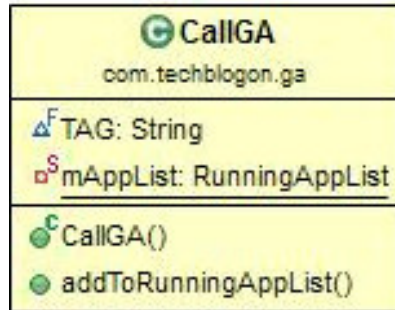 C CallGA
com.techblogon.ga
F TAG: String
S mAppList: RunningAppList
C CallGA()
addToRunningAppList()